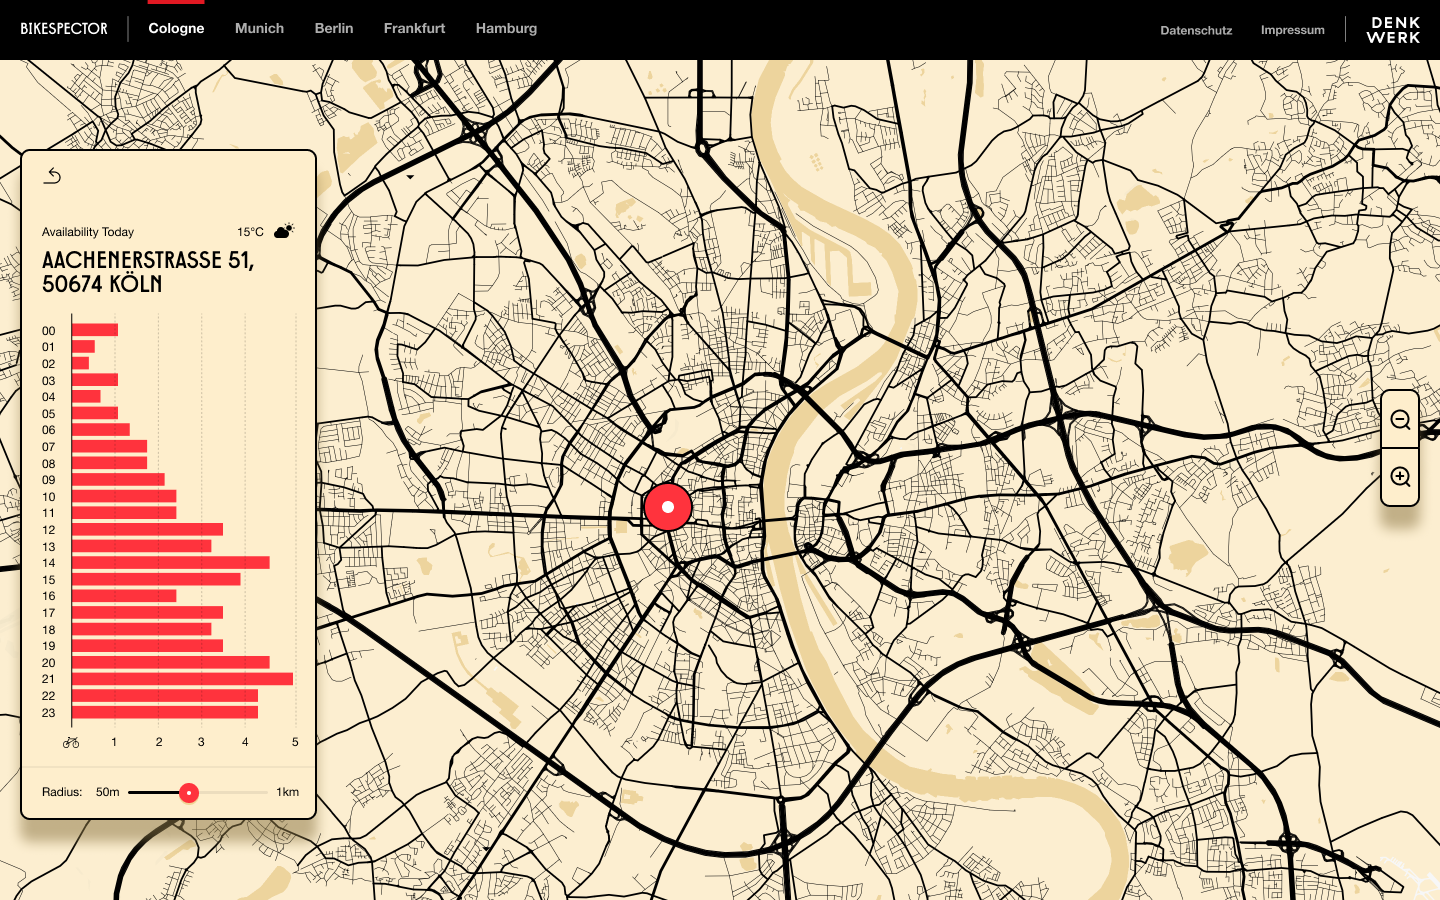 BIKESPECTOR
Cologne
Munich
Berlin
Frankfurt
Hamburg
Datenschutz
Impressum
DENK
WERK
Availability Today
15°C
AACHENERSTRASSE 51,
50674 KÖLN
00
01
02
03
04
05
06
07
08
09
10
11
12
13
14
15
16
17
18
19
20
21
22
23
1 2 3 4 5
Radius: 50m 1km